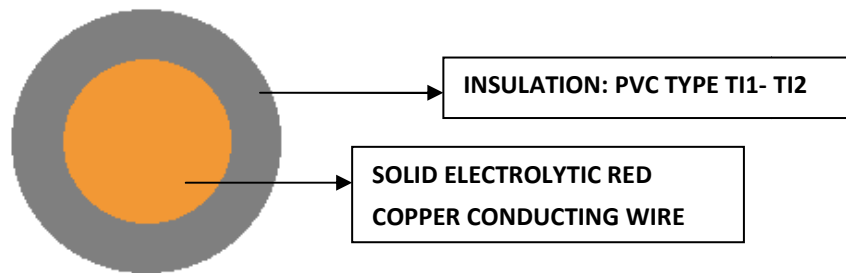 INSULATION: PVC TYPE TI1- TI2
SOLID ELECTROLYTIC RED
COPPER CONDUCTING WIRE